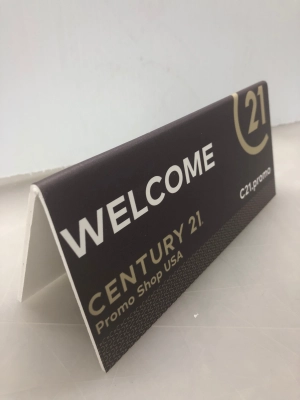 WELCOME
CENTURY 21.
Promo Shop USA
21
C21.promo